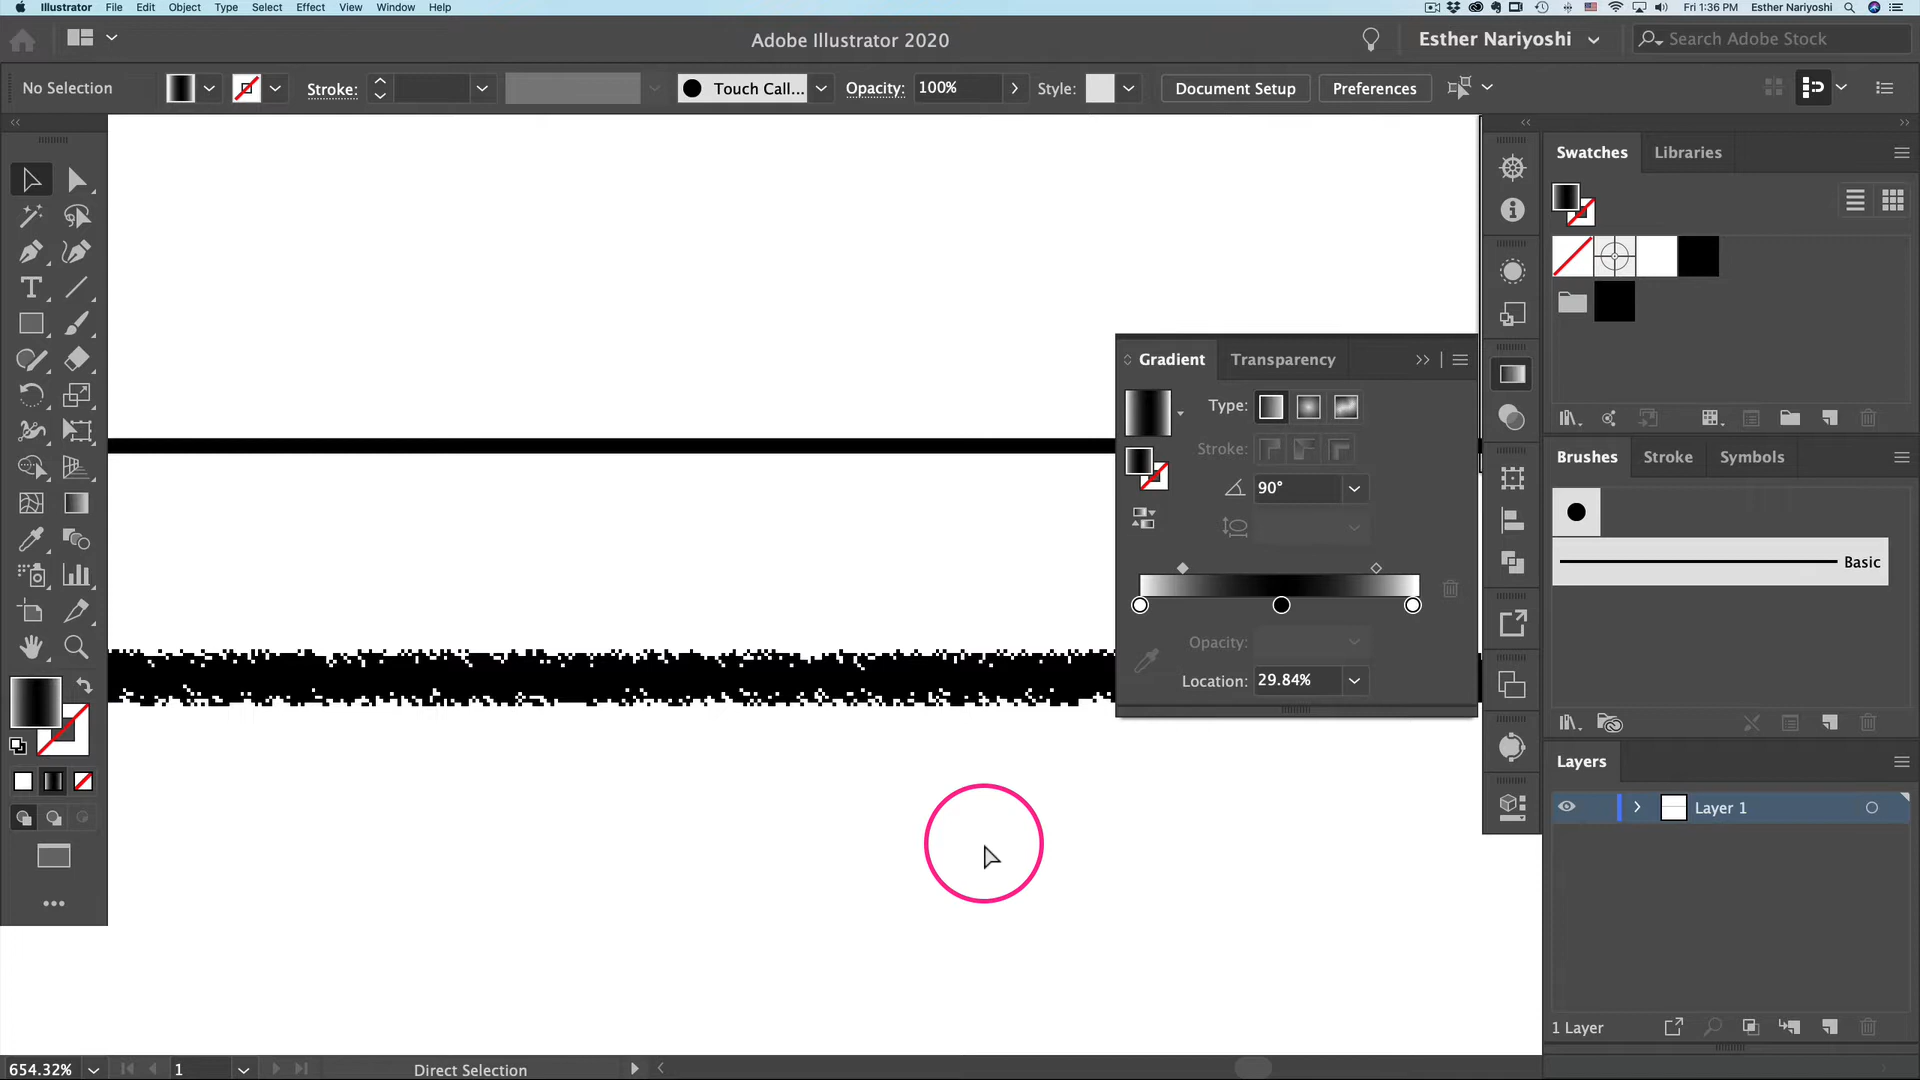 Illustrator File Edit Object Type Select Effect View Window Help
Fri 1:36 PM Esther Nariyoshi
Adobe Illustrator 2020
Esther Nariyoshi
Search Adobe Stock
No Selection
Stroke:
Touch Call...
Opacity: 100%
Style:
Document Setup
Preferences
Swatches Libraries
Gradient Transparency
Type:
Stroke:
90°
Opacity:
Location: 29.84%
Brushes Stroke Symbols
Basic
Layers
Layer 1
1 Layer
654.32%
1
Direct Selection